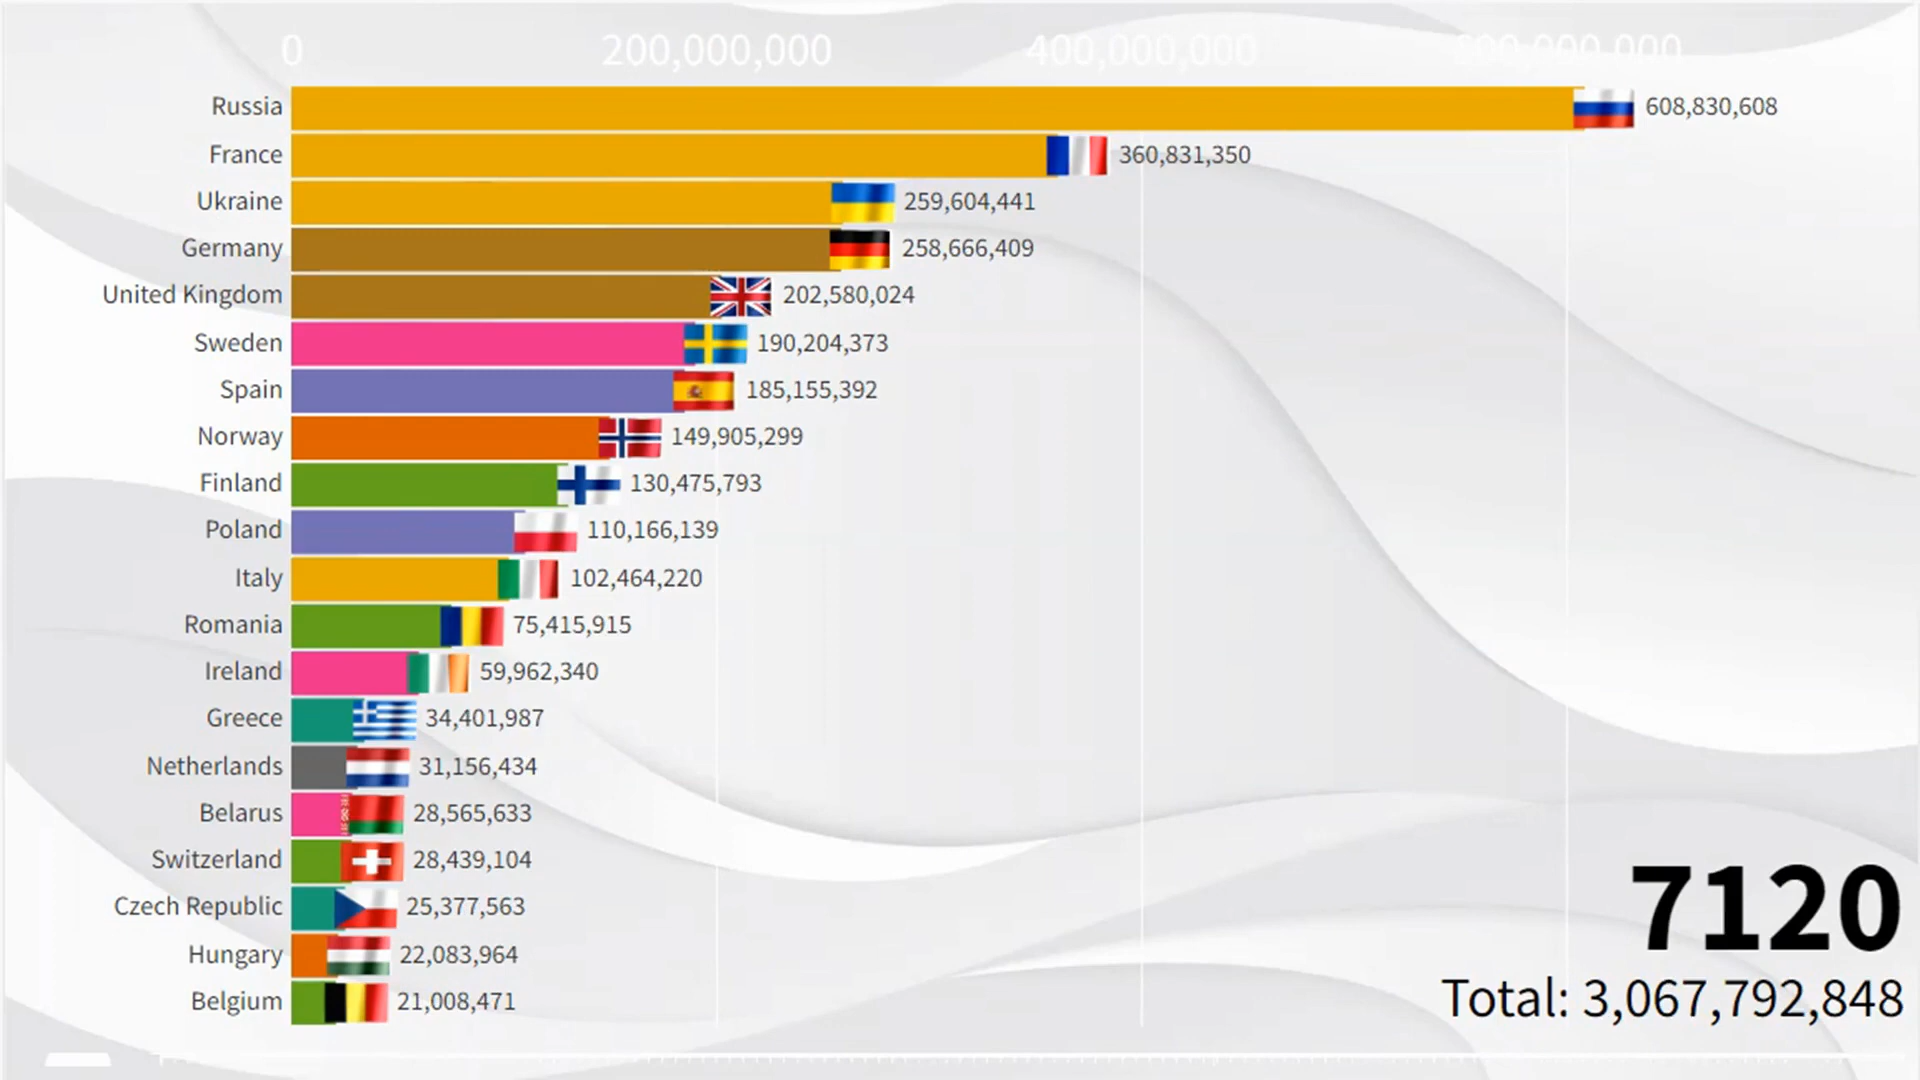 0 200,000,000 400,000,000 600,000,000
Russia 608,830,608
France 360,831,350
Ukraine 259,604,441
Germany 258,666,409
United Kingdom 202,580,024
Sweden 190,204,373
Spain 185,155,392
Norway 149,905,299
Finland 130,475,793
Poland 110,166,139
Italy 102,464,220
Romania 75,415,915
Ireland 59,962,340
Greece 34,401,987
Netherlands 31,156,434
Belarus 28,565,633
Switzerland 28,439,104
Czech Republic 25,377,563
Hungary 22,083,964
Belgium 21,008,471
7120
Total: 3,067,792,848